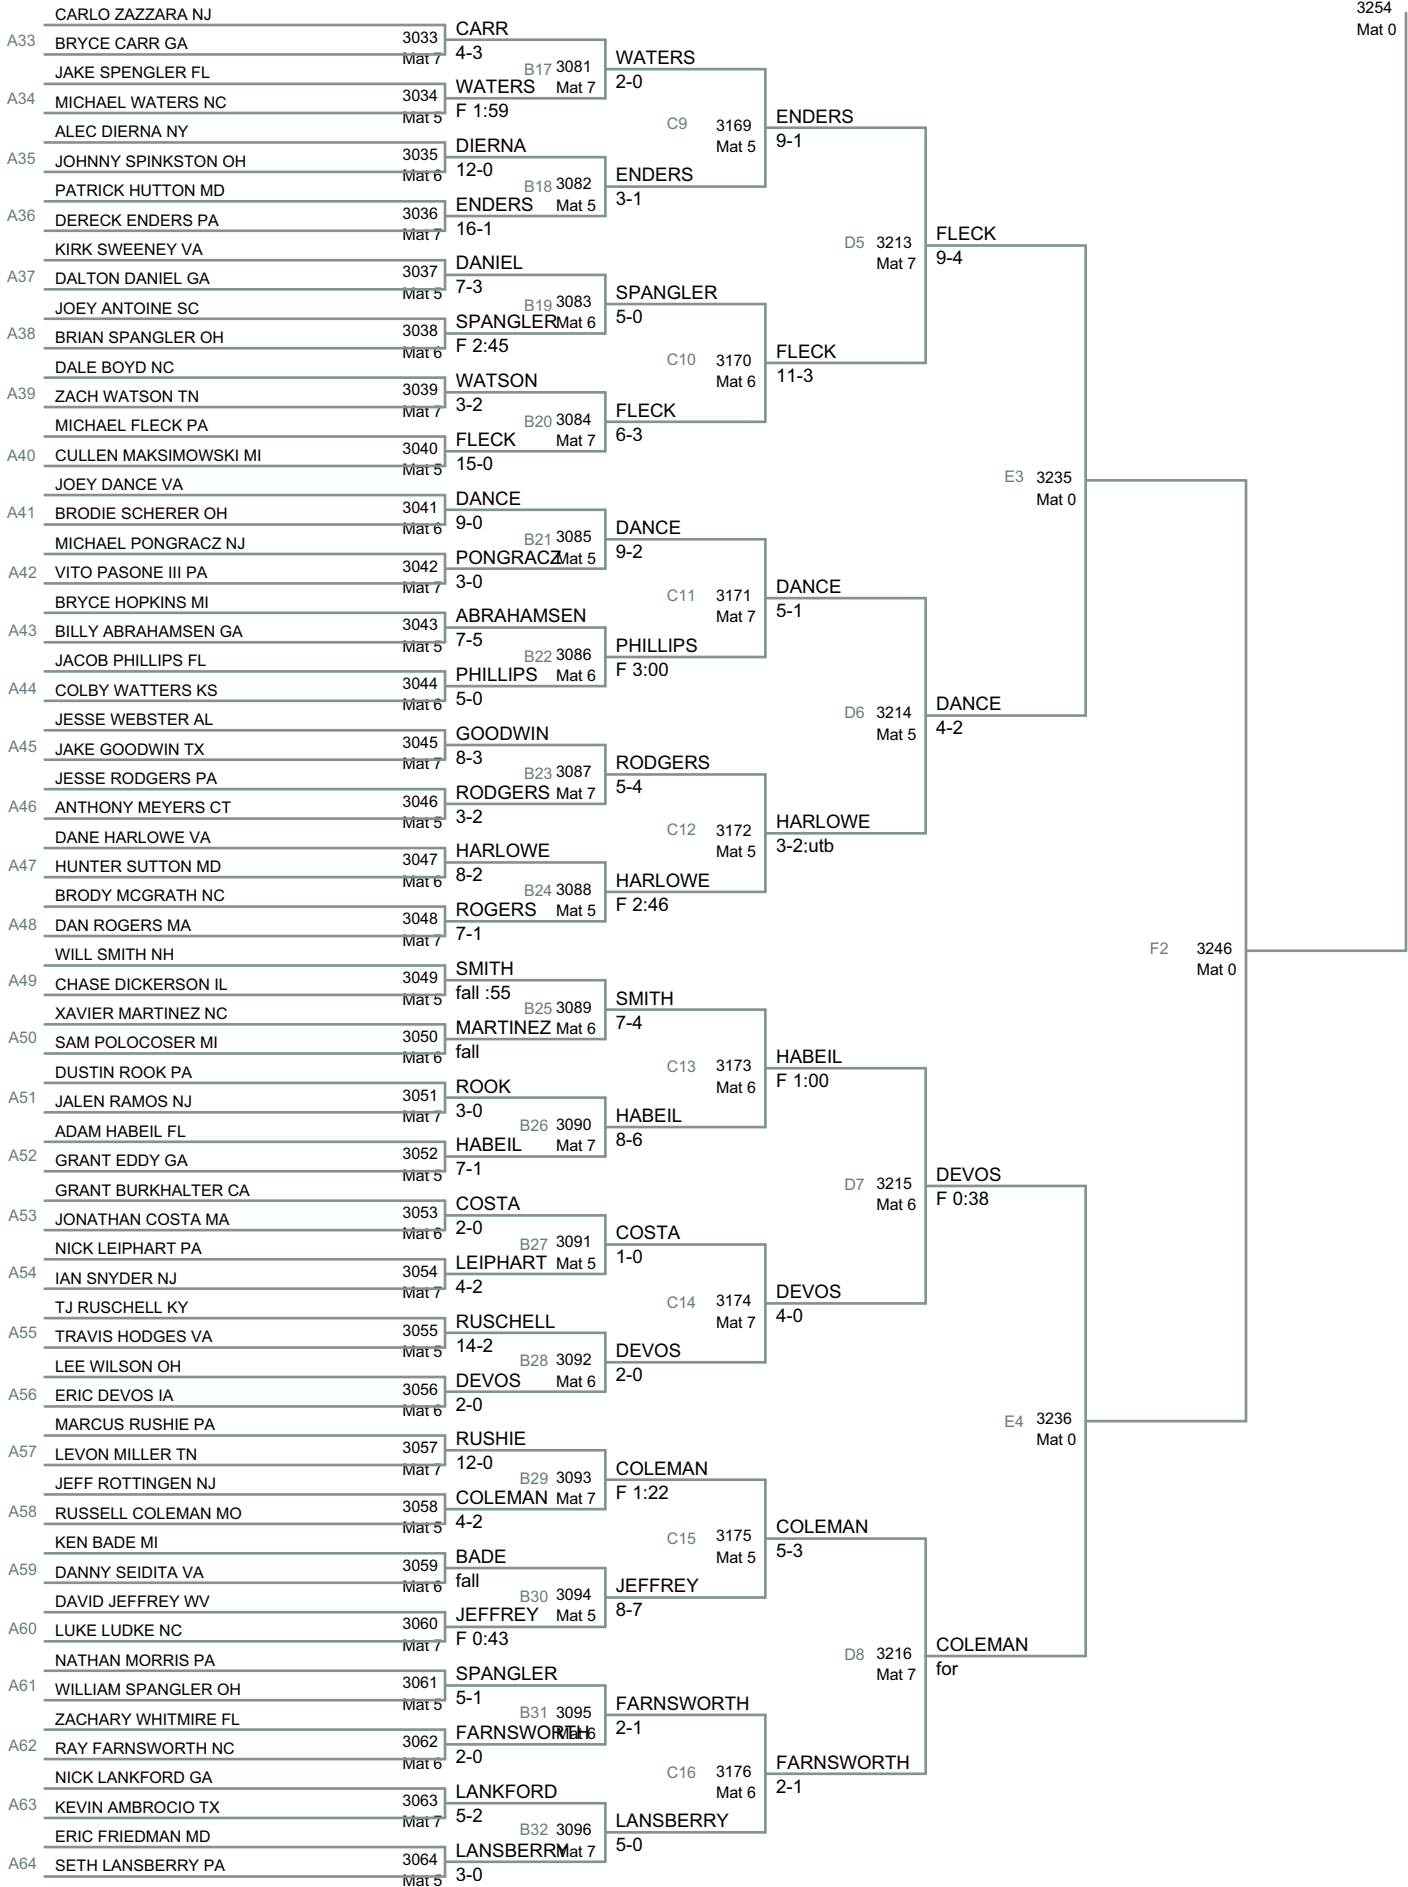 CARLO ZAZZARA NJ
3254
Mat 0
A33
BRYCE CARR GA
3033
Mat 7
CARR
4-3
JAKE SPENGLER FL
B17 3081
Mat 7
WATERS
2-0
A34
MICHAEL WATERS NC
3034
Mat 5
WATERS
F 1:59
ALEC DIERNA NY
C9 3169
Mat 5
ENDERS
9-1
A35
JOHNNY SPINKSTON OH
3035
Mat 6
DIERNA
12-0
PATRICK HUTTON MD
B18 3082
Mat 5
ENDERS
3-1
A36
DERECK ENDERS PA
3036
Mat 7
ENDERS
16-1
KIRK SWEENEY VA
D5 3213
Mat 7
FLECK
9-4
A37
DALTON DANIEL GA
3037
Mat 5
DANIEL
7-3
JOEY ANTOINE SC
B19 3083
Mat 6
SPANGLER
5-0
A38
BRIAN SPANGLER OH
3038
Mat 6
SPANGLER
F 2:45
DALE BOYD NC
C10 3170
Mat 6
FLECK
11-3
A39
ZACH WATSON TN
3039
Mat 7
WATSON
3-2
MICHAEL FLECK PA
B20 3084
Mat 7
FLECK
6-3
A40
CULLEN MAKSIMOWSKI MI
3040
Mat 5
FLECK
15-0
JOEY DANCE VA
E3 3235
Mat 0
A41
BRODIE SCHERER OH
3041
Mat 6
DANCE
9-0
MICHAEL PONGRACZ NJ
B21 3085
Mat 5
DANCE
9-2
A42
VITO PASONE III PA
3042
Mat 7
PONGRACZ
3-0
BRYCE HOPKINS MI
C11 3171
Mat 7
DANCE
5-1
A43
BILLY ABRAHAMSEN GA
3043
Mat 5
ABRAHAMSEN
7-5
JACOB PHILLIPS FL
B22 3086
Mat 6
PHILLIPS
F 3:00
A44
COLBY WATTERS KS
3044
Mat 6
PHILLIPS
5-0
JESSE WEBSTER AL
D6 3214
Mat 5
DANCE
4-2
A45
JAKE GOODWIN TX
3045
Mat 7
GOODWIN
8-3
JESSE RODGERS PA
B23 3087
Mat 7
RODGERS
5-4
A46
ANTHONY MEYERS CT
3046
Mat 5
RODGERS
3-2
DANE HARLOWE VA
C12 3172
Mat 5
HARLOWE
3-2;utb
A47
HUNTER SUTTON MD
3047
Mat 6
HARLOWE
8-2
BRODY MCGRATH NC
B24 3088
Mat 5
HARLOWE
F 2:46
A48
DAN ROGERS MA
3048
Mat 7
ROGERS
7-1
WILL SMITH NH
F2 3246
Mat 0
A49
CHASE DICKERSON IL
3049
Mat 5
SMITH
fall :55
XAVIER MARTINEZ NC
B25 3089
Mat 6
SMITH
7-4
A50
SAM POLOCOSER MI
3050
Mat 6
MARTINEZ
fall
DUSTIN ROOK PA
C13 3173
Mat 6
HABEIL
F 1:00
A51
JALEN RAMOS NJ
3051
Mat 7
ROOK
3-0
ADAM HABEIL FL
B26 3090
Mat 7
HABEIL
8-6
A52
GRANT EDDY GA
3052
Mat 5
HABEIL
7-1
GRANT BURKHALTER CA
D7 3215
Mat 6
DEVOS
F 0:38
A53
JONATHAN COSTA MA
3053
Mat 6
COSTA
2-0
NICK LEIPHART PA
B27 3091
Mat 5
COSTA
1-0
A54
IAN SNYDER NJ
3054
Mat 7
LEIPHART
4-2
TJ RUSCHELL KY
C14 3174
Mat 7
DEVOS
4-0
A55
TRAVIS HODGES VA
3055
Mat 5
RUSCHELL
14-2
LEE WILSON OH
B28 3092
Mat 6
DEVOS
2-0
A56
ERIC DEVOS IA
3056
Mat 6
DEVOS
2-0
MARCUS RUSHIE PA
E4 3236
Mat 0
A57
LEVON MILLER TN
3057
Mat 7
RUSHIE
12-0
JEFF ROTTINGEN NJ
B29 3093
Mat 7
COLEMAN
F 1:22
A58
RUSSELL COLEMAN MO
3058
Mat 5
COLEMAN
4-2
KEN BADE MI
C15 3175
Mat 5
COLEMAN
5-3
A59
DANNY SEIDITA VA
3059
Mat 6
BADE
fall
DAVID JEFFREY WV
B30 3094
Mat 5
JEFFREY
8-7
A60
LUKE LUDKE NC
3060
Mat 7
JEFFREY
F 0:43
NATHAN MORRIS PA
D8 3216
Mat 7
COLEMAN
for
A61
WILLIAM SPANGLER OH
3061
Mat 5
SPANGLER
5-1
ZACHARY WHITMIRE FL
B31 3095
Mat 6
FARNSWORTH
2-1
A62
RAY FARNSWORTH NC
3062
Mat 6
FARNSWORTH
2-0
NICK LANKFORD GA
C16 3176
Mat 6
FARNSWORTH
2-1
A63
KEVIN AMBROCIO TX
3063
Mat 7
LANKFORD
5-2
ERIC FRIEDMAN MD
B32 3096
Mat 7
LANSBERRY
5-0
A64
SETH LANSBERRY PA
3064
Mat 5
LANSBERRY
3-0